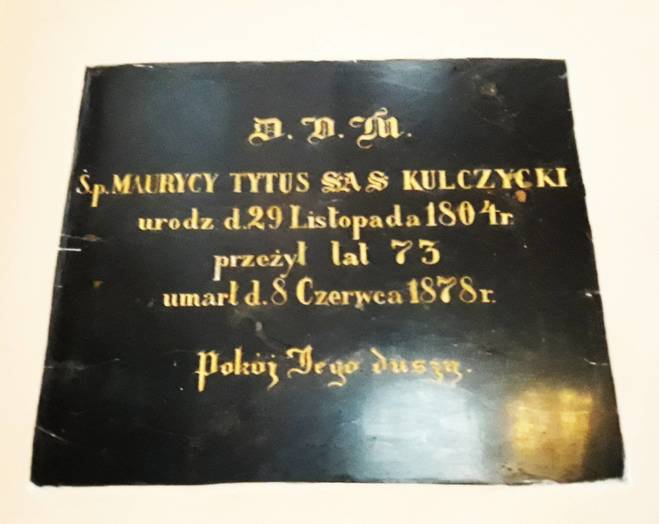 D. D. M.
Ś.p. MAURYCY TYTUS SAS KULCZYCKI
urodz d. 29 Listopada 1804 r.
przeżył lat 73
umarł d. 8 Czerwca 1878 r.
Pokój Jego duszy.